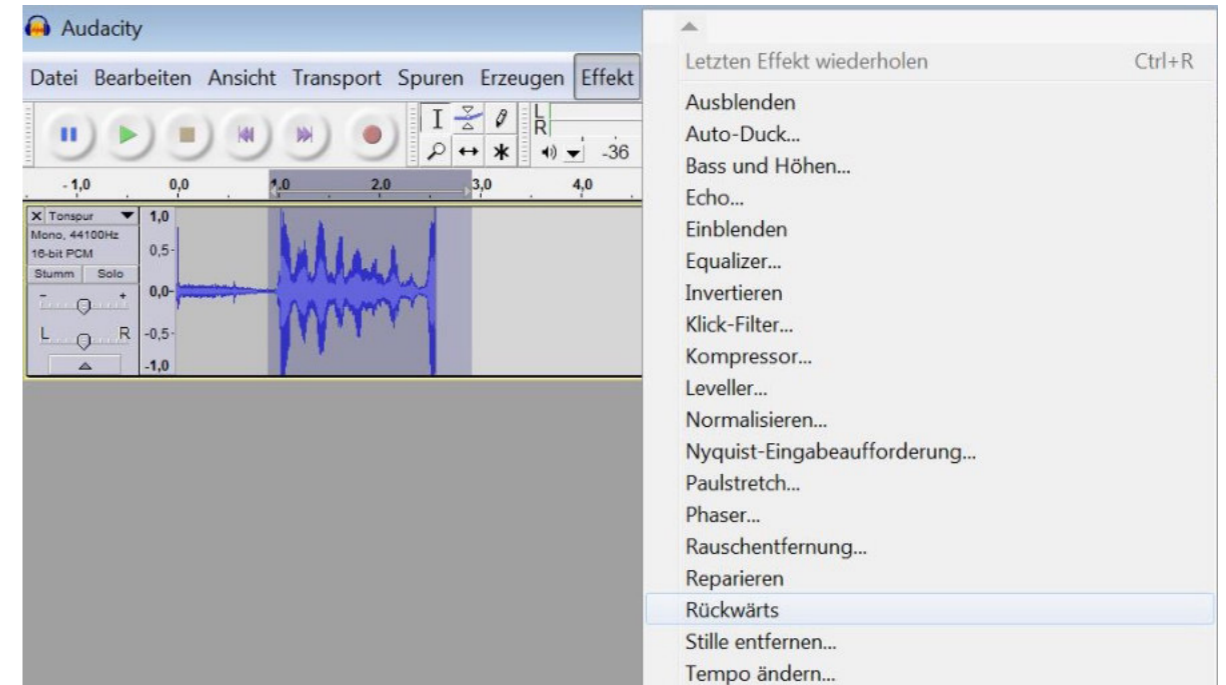 Audacity
Datei Bearbeiten Ansicht Transport Spuren Erzeugen Effekt
L
R
-36
- 1,0 0,0 1,0 2,0 3,0 4,0
X Tonspur
Mono, 44100Hz
16-bit PCM
Stumm Solo
- +
L R
1,0
0,5-
0,0-
-0,5-
-1,0
Letzten Effekt wiederholen Ctrl+R
Ausblenden
Auto-Duck...
Bass und Höhen...
Echo...
Einblenden
Equalizer...
Invertieren
Klick-Filter...
Kompressor...
Leveller...
Normalisieren...
Nyquist-Eingabeaufforderung...
Paulstretch...
Phaser...
Rauschentfernung...
Reparieren
Rückwärts
Stille entfernen...
Tempo ändern...